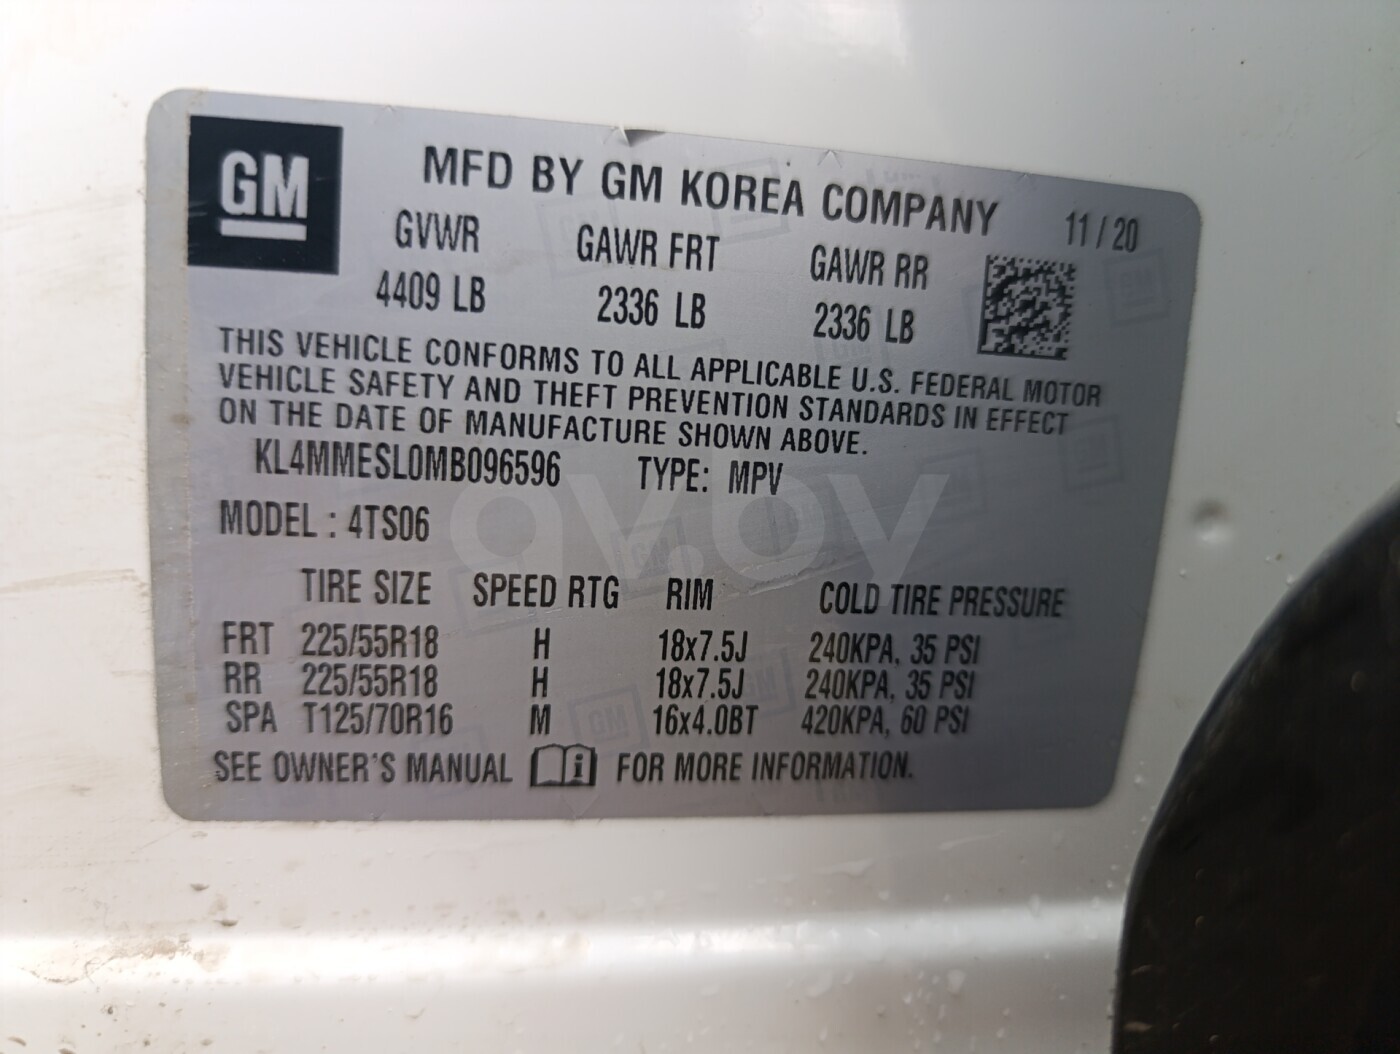 GM
MFD BY GM KOREA COMPANY 11 / 20
GVWR GAWR FRT GAWR RR
4409 LB 2336 LB 2336 LB
THIS VEHICLE CONFORMS TO ALL APPLICABLE U.S. FEDERAL MOTOR
VEHICLE SAFETY AND THEFT PREVENTION STANDARDS IN EFFECT
ON THE DATE OF MANUFACTURE SHOWN ABOVE.
KL4MMESL0MB096596 TYPE: MPV
MODEL : 4TS06
av.by
TIRE SIZE SPEED RTG RIM COLD TIRE PRESSURE
FRT 225/55R18 H 18x7.5J 240KPA, 35 PSI
RR 225/55R18 H 18x7.5J 240KPA, 35 PSI
SPA T125/70R16 M 16x4.0BT 420KPA, 60 PSI
SEE OWNER'S MANUAL i FOR MORE INFORMATION.